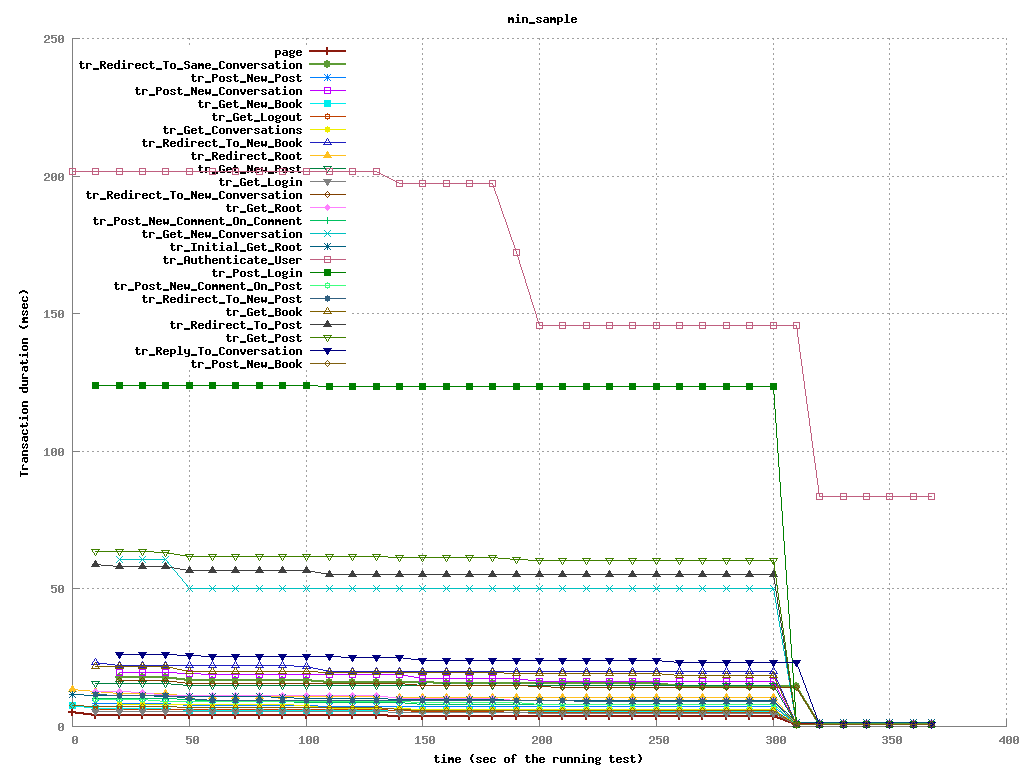 min_sample
250
200
150
100
50
0
Transaction duration (msec)
page
tr_Redirect_To_Same_Conversation
tr_Post_New_Post
tr_Post_New_Conversation
tr_Get_New_Book
tr_Get_Logout
tr_Get_Conversations
tr_Redirect_To_New_Book
tr_Redirect_Root
tr_Get_New_Post
tr_Get_Login
tr_Redirect_To_New_Conversation
tr_Get_Root
tr_Post_New_Comment_On_Comment
tr_Get_New_Conversation
tr_Initial_Get_Root
tr_Authenticate_User
tr_Post_Login
tr_Post_New_Comment_On_Post
tr_Redirect_To_New_Post
tr_Get_Book
tr_Redirect_To_Post
tr_Get_Post
tr_Reply_To_Conversation
tr_Post_New_Book
0 50 100 150 200 250 300 350 400
time (sec of the running test)